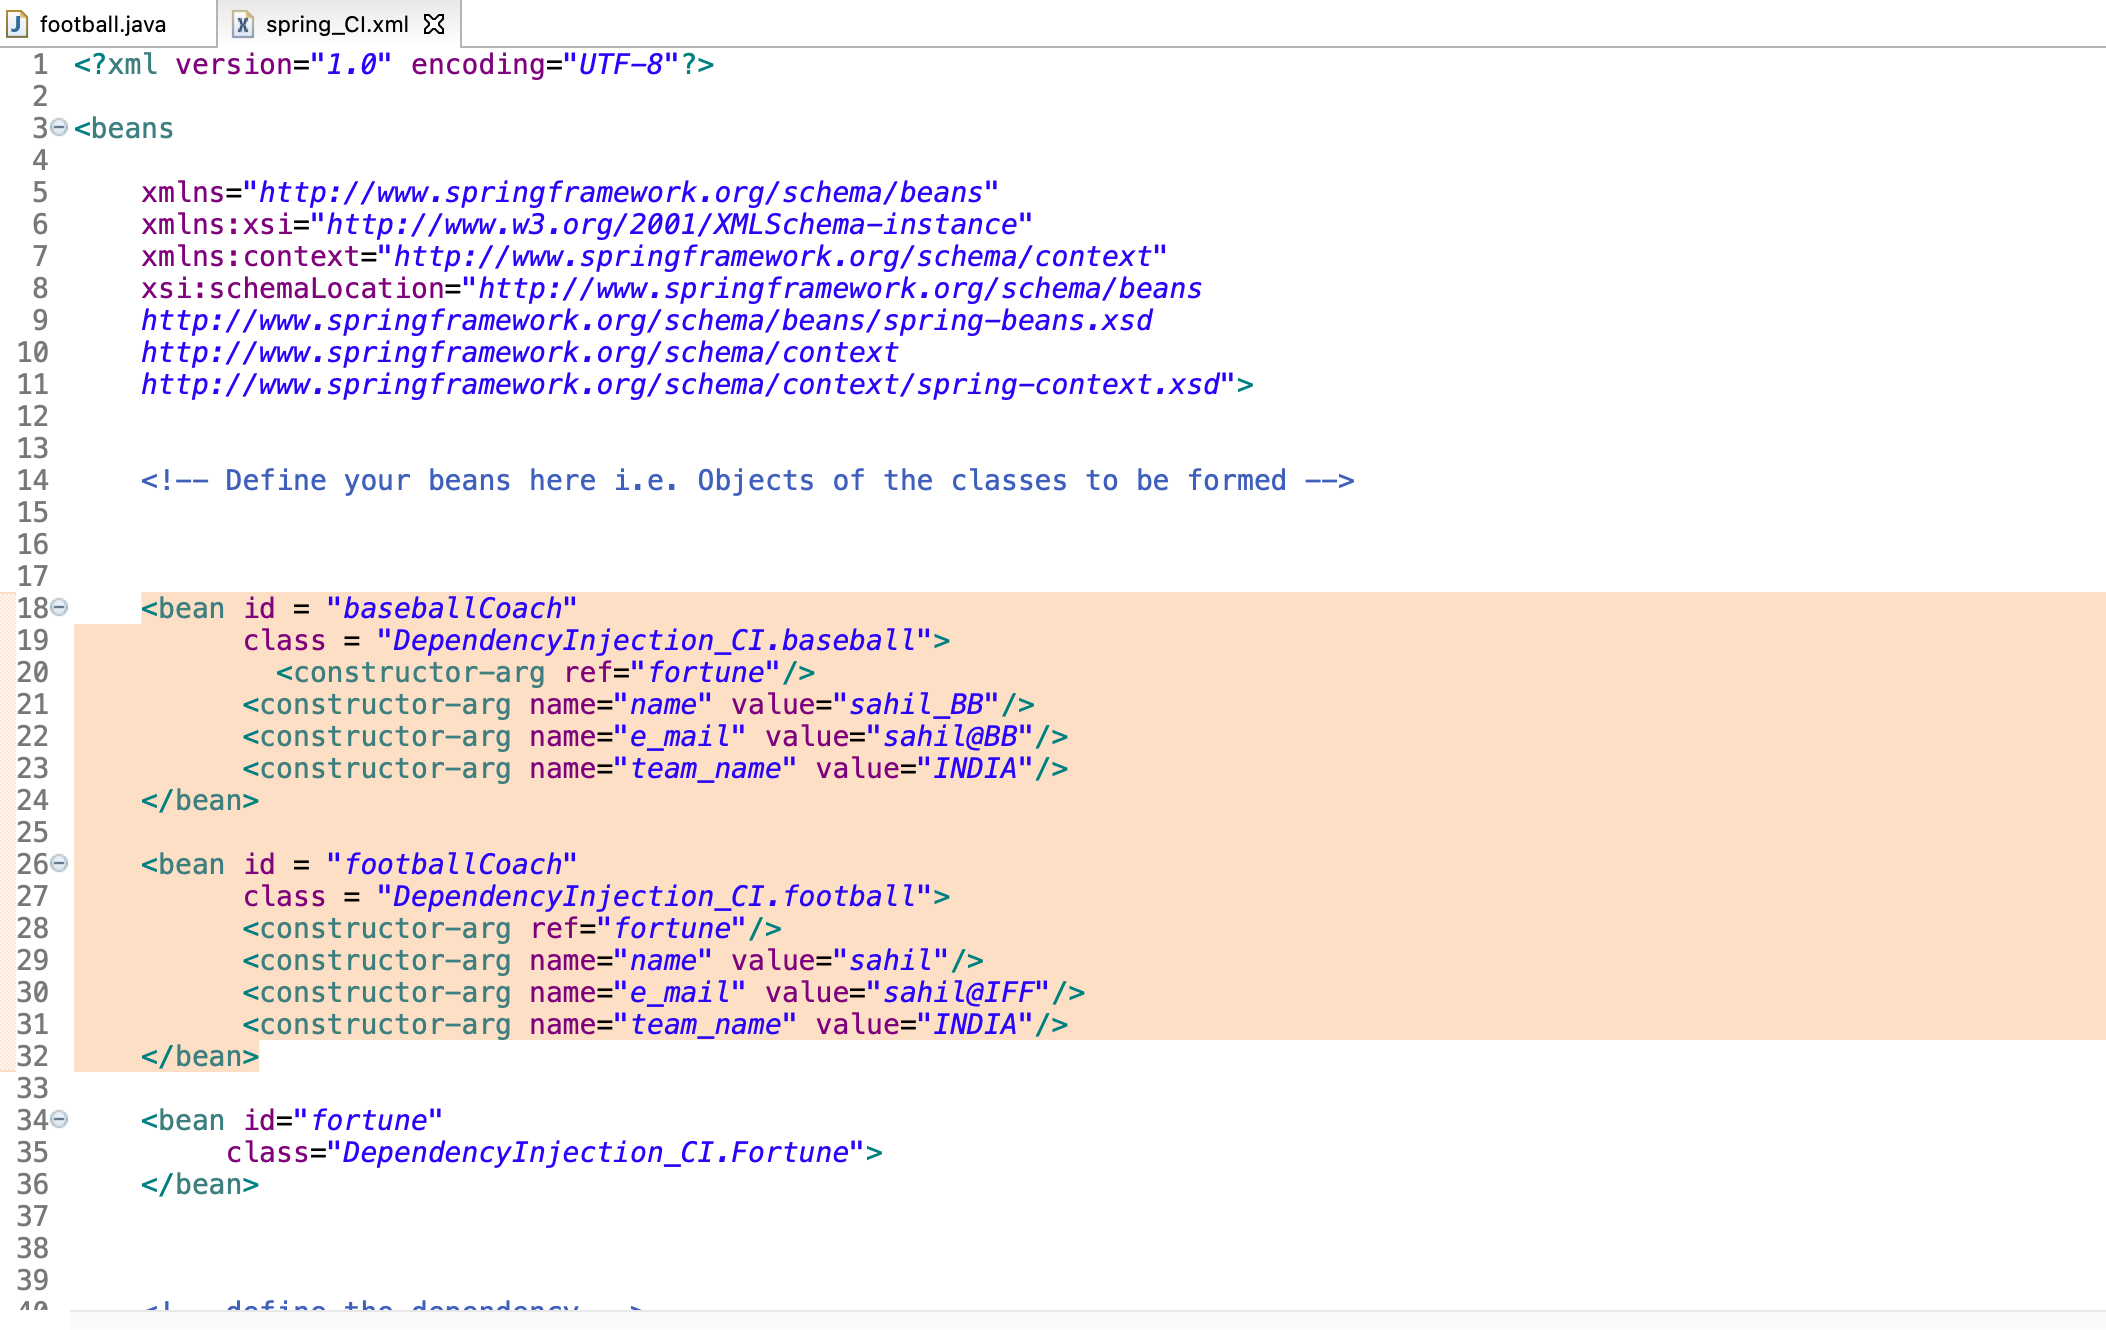 football.java
spring_CI.xml
1 <?xml version="1.0" encoding="UTF-8"?>
2
3 <beans
4
5 xmlns="http://www.springframework.org/schema/beans"
6 xmlns:xsi="http://www.w3.org/2001/XMLSchema-instance"
7 xmlns:context="http://www.springframework.org/schema/context"
8 xsi:schemaLocation="http://www.springframework.org/schema/beans
9 http://www.springframework.org/schema/beans/spring-beans.xsd
10 http://www.springframework.org/schema/context
11 http://www.springframework.org/schema/context/spring-context.xsd">
12
13
14 <!-- Define your beans here i.e. Objects of the classes to be formed -->
15
16
17
18 <bean id = "baseballCoach"
19 class = "DependencyInjection_CI.baseball">
20 <constructor-arg ref="fortune"/>
21 <constructor-arg name="name" value="sahil_BB"/>
22 <constructor-arg name="e_mail" value="sahil@BB"/>
23 <constructor-arg name="team_name" value="INDIA"/>
24 </bean>
25
26 <bean id = "footballCoach"
27 class = "DependencyInjection_CI.football">
28 <constructor-arg ref="fortune"/>
29 <constructor-arg name="name" value="sahil"/>
30 <constructor-arg name="e_mail" value="sahil@IFF"/>
31 <constructor-arg name="team_name" value="INDIA"/>
32 </bean>
33
34 <bean id="fortune"
35 class="DependencyInjection_CI.Fortune">
36 </bean>
37
38
39
40 <!-- define the dependency -->